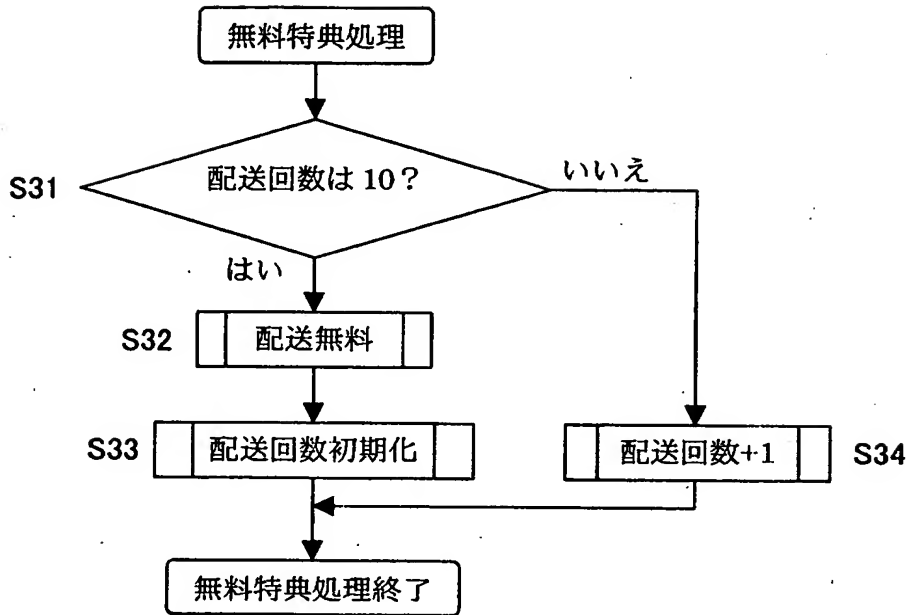 無料特典処理
S31
配送回数は 10？
いいえ
はい
S32
配送無料
S33
配送回数初期化
配送回数+1
S34
無料特典処理終了